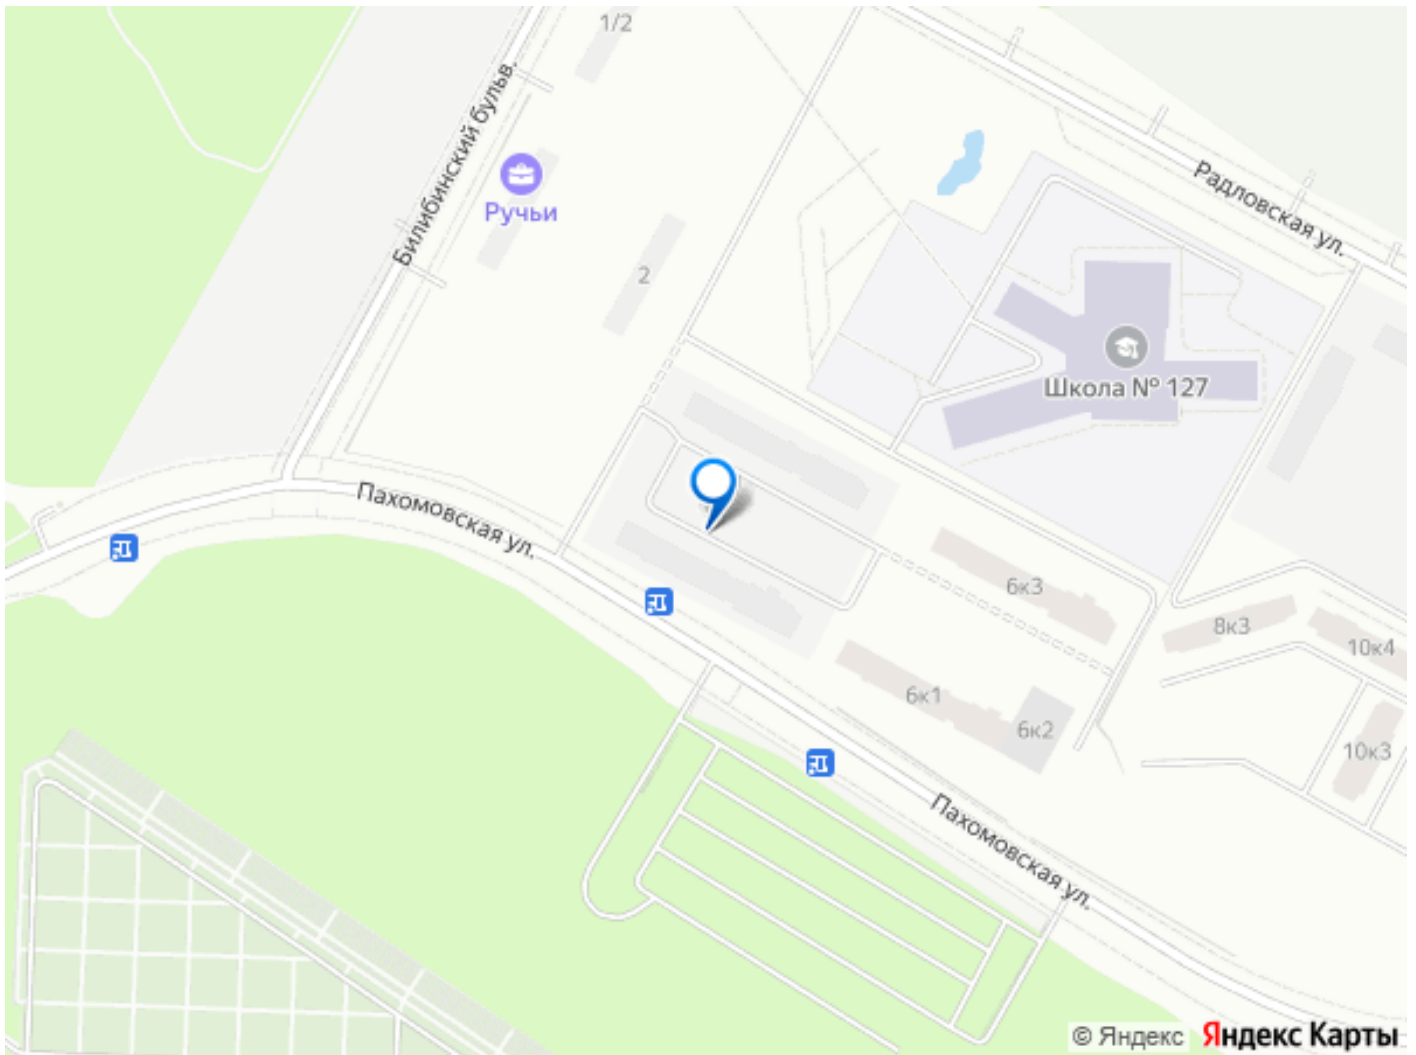 1/2
Билибинский бульв.
Радловская ул.
Ручьи
2
Школа № 127
Пахомовская ул.
6к3
8к3
10к4
6к1
6к2
10к3
Пахомовская ул.
© Яндекс Яндекс Карты